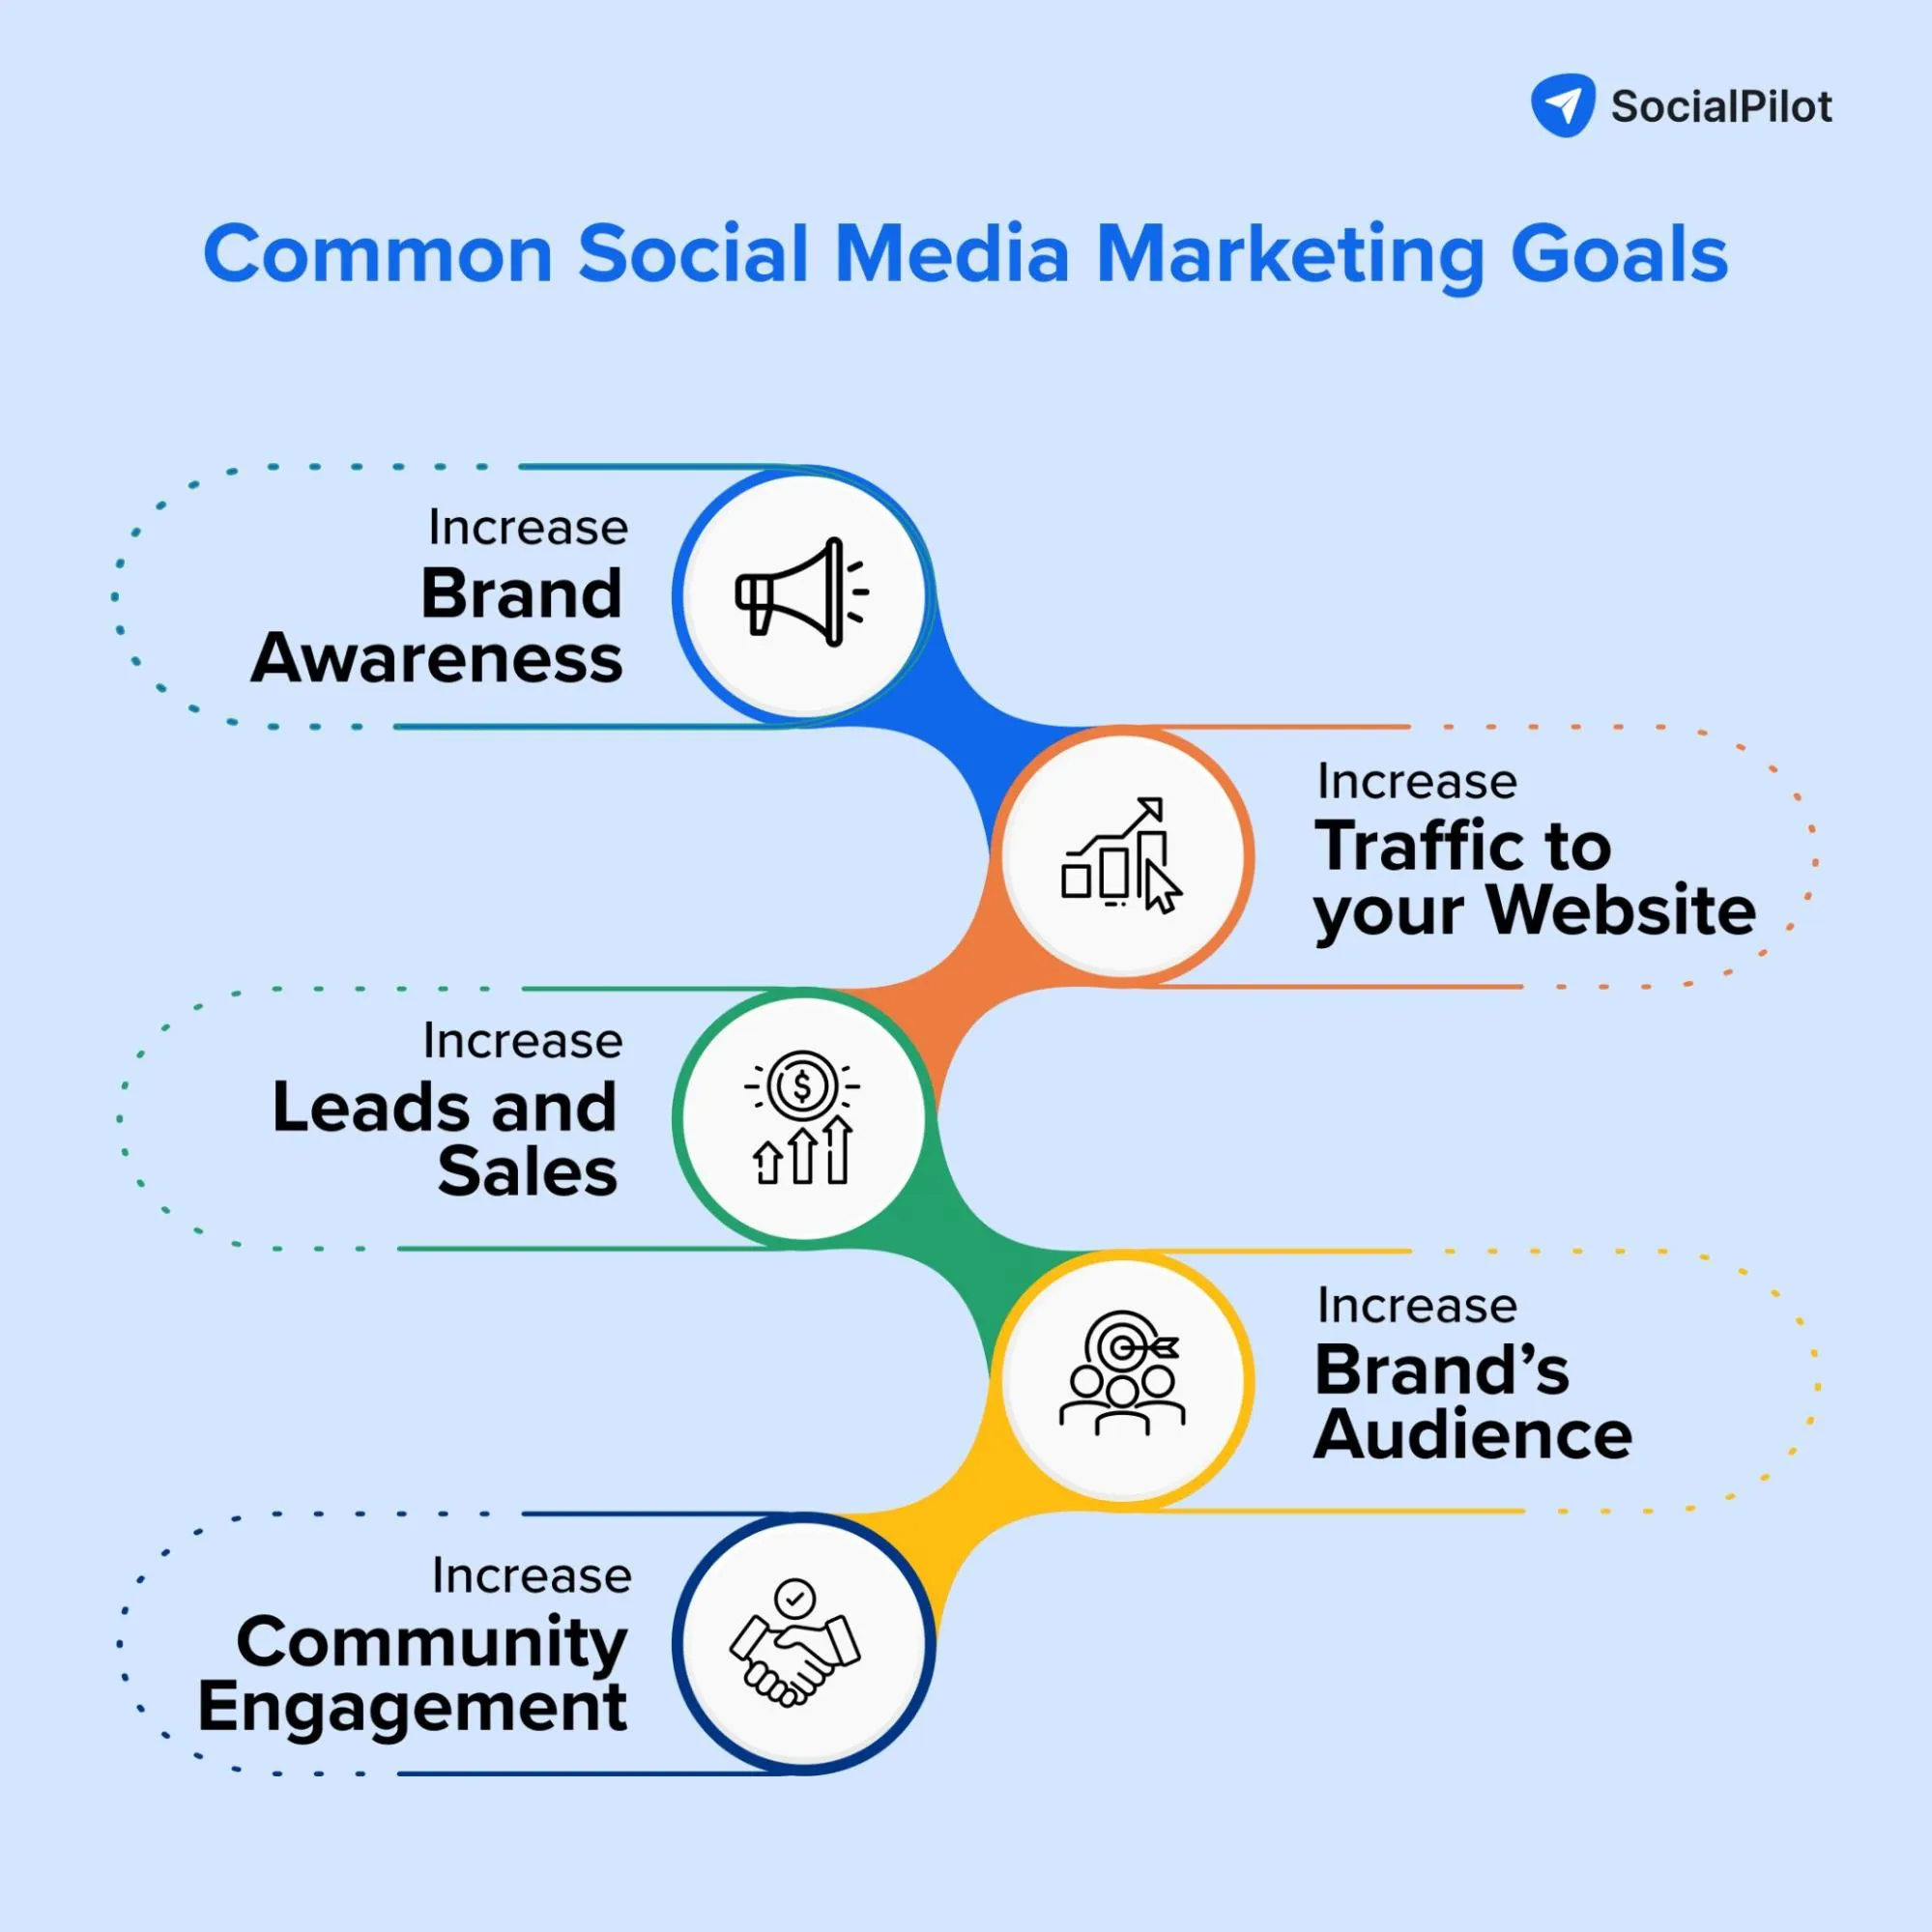 SocialPilot
Common Social Media Marketing Goals
Increase
Brand
Awareness
Increase
Traffic to
your Website
Increase
Leads and
Sales
$
Increase
Brand’s
Audience
Increase
Community
Engagement